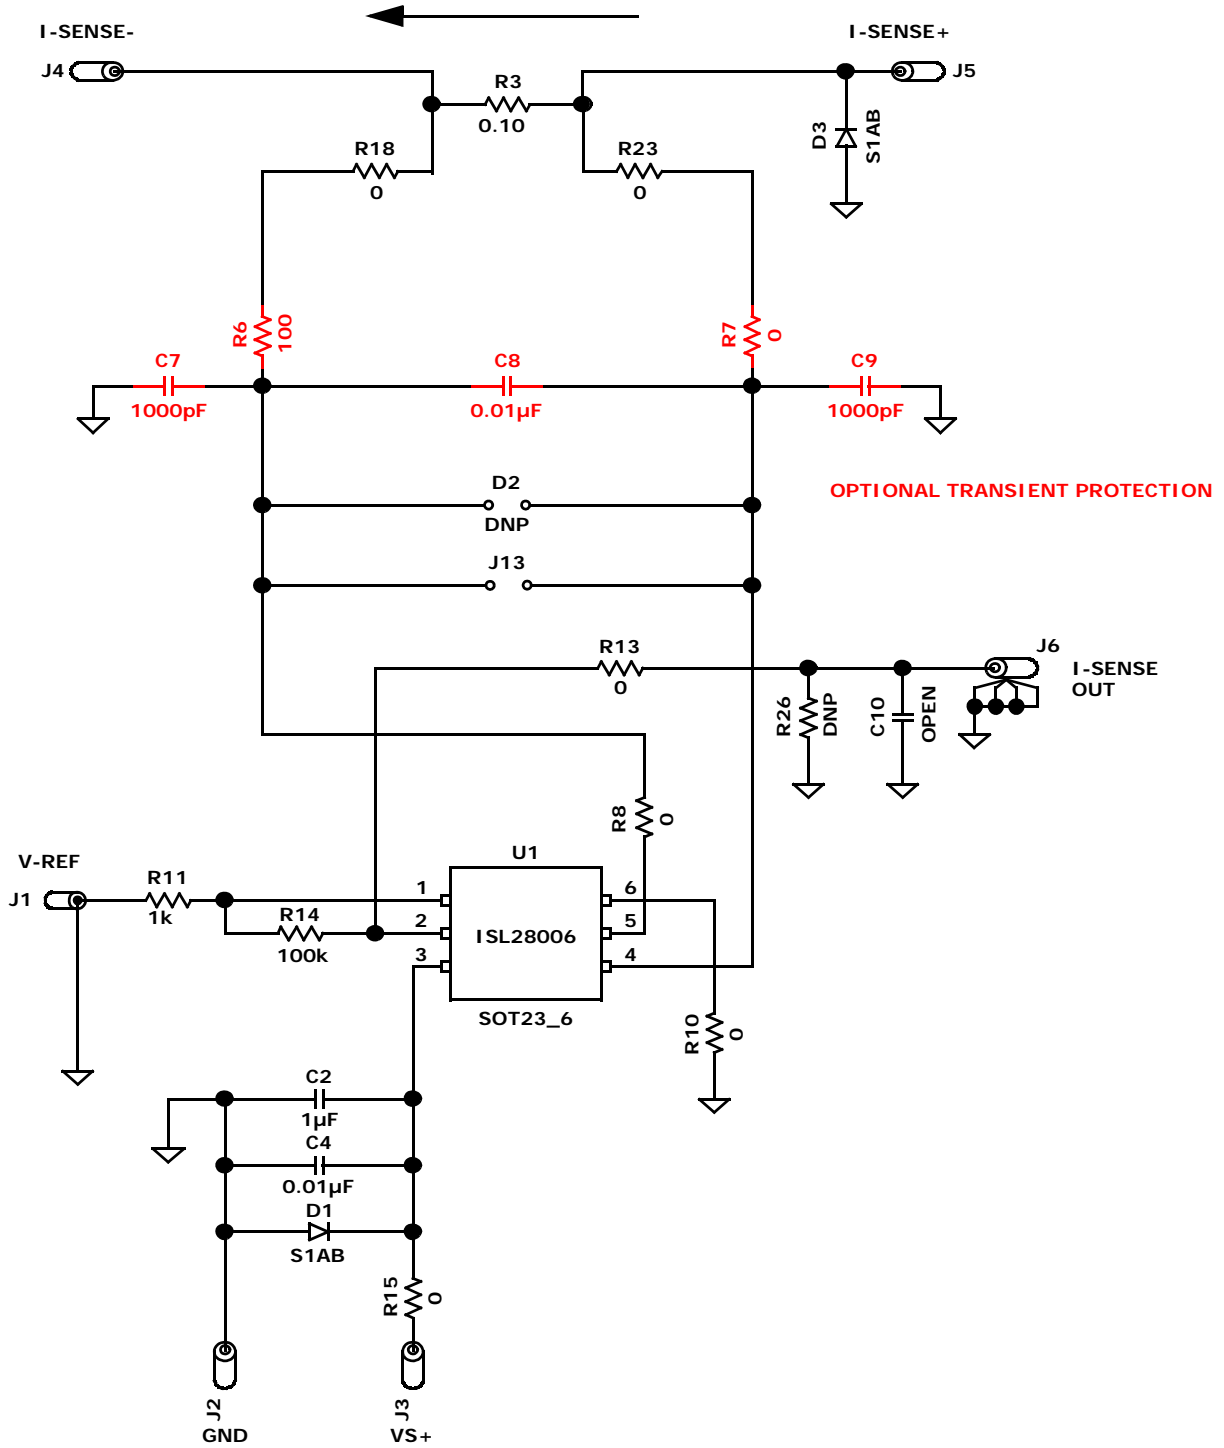 I-SENSE-
I-SENSE+
J4
R3
0.10
J5
D3
S1AB
R18
0
R23
0
R6
100
R7
0
C7
1000pF
C8
0.01µF
C9
1000pF
OPTIONAL TRANSIENT PROTECTION
D2
DNP
J13
R13
0
J6
I-SENSE
OUT
R26
DNP
C10
OPEN
R8
0
V-REF
J1
R11
1k
R14
100k
U1
1
2
3
ISL28006
6
5
4
SOT23_6
R10
0
C2
1µF
C4
0.01µF
D1
S1AB
R15
0
J2
GND
J3
VS+